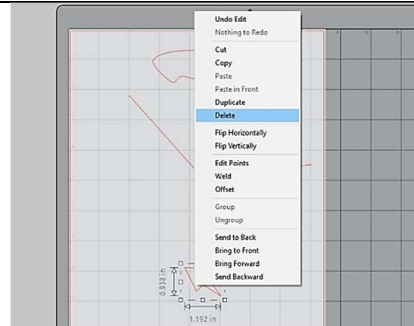 Undo Edit
Nothing to Redo
Cut
Copy
Paste
Paste in Front
Duplicate
Delete
Flip Horizontally
Flip Vertically
Edit Points
Weld
Offset
Group
Ungroup
Send to Back
Bring to Front
Bring Forward
Send Backward
0.938 in
1.192 in